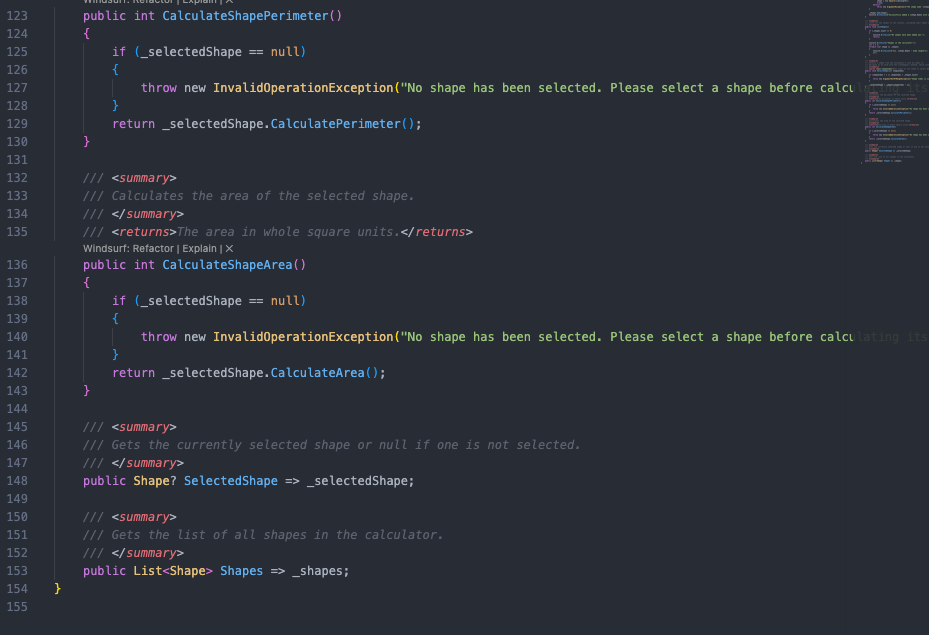 Windsurf: Refactor | Explain | ×
123 public int CalculateShapePerimeter()
124 {
125 if (_selectedShape == null)
126 {
127 throw new InvalidOperationException("No shape has been selected. Please select a shape before calculating its
128 }
129 return _selectedShape.CalculatePerimeter();
130 }
131
132 /// <summary>
133 /// Calculates the area of the selected shape.
134 /// </summary>
135 /// <returns>The area in whole square units.</returns>
Windsurf: Refactor | Explain | ×
136 public int CalculateShapeArea()
137 {
138 if (_selectedShape == null)
139 {
140 throw new InvalidOperationException("No shape has been selected. Please select a shape before calculating its
141 }
142 return _selectedShape.CalculateArea();
143 }
144
145 /// <summary>
146 /// Gets the currently selected shape or null if one is not selected.
147 /// </summary>
148 public Shape? SelectedShape => _selectedShape;
149
150 /// <summary>
151 /// Gets the list of all shapes in the calculator.
152 /// </summary>
153 public List<Shape> Shapes => _shapes;
154 }
155